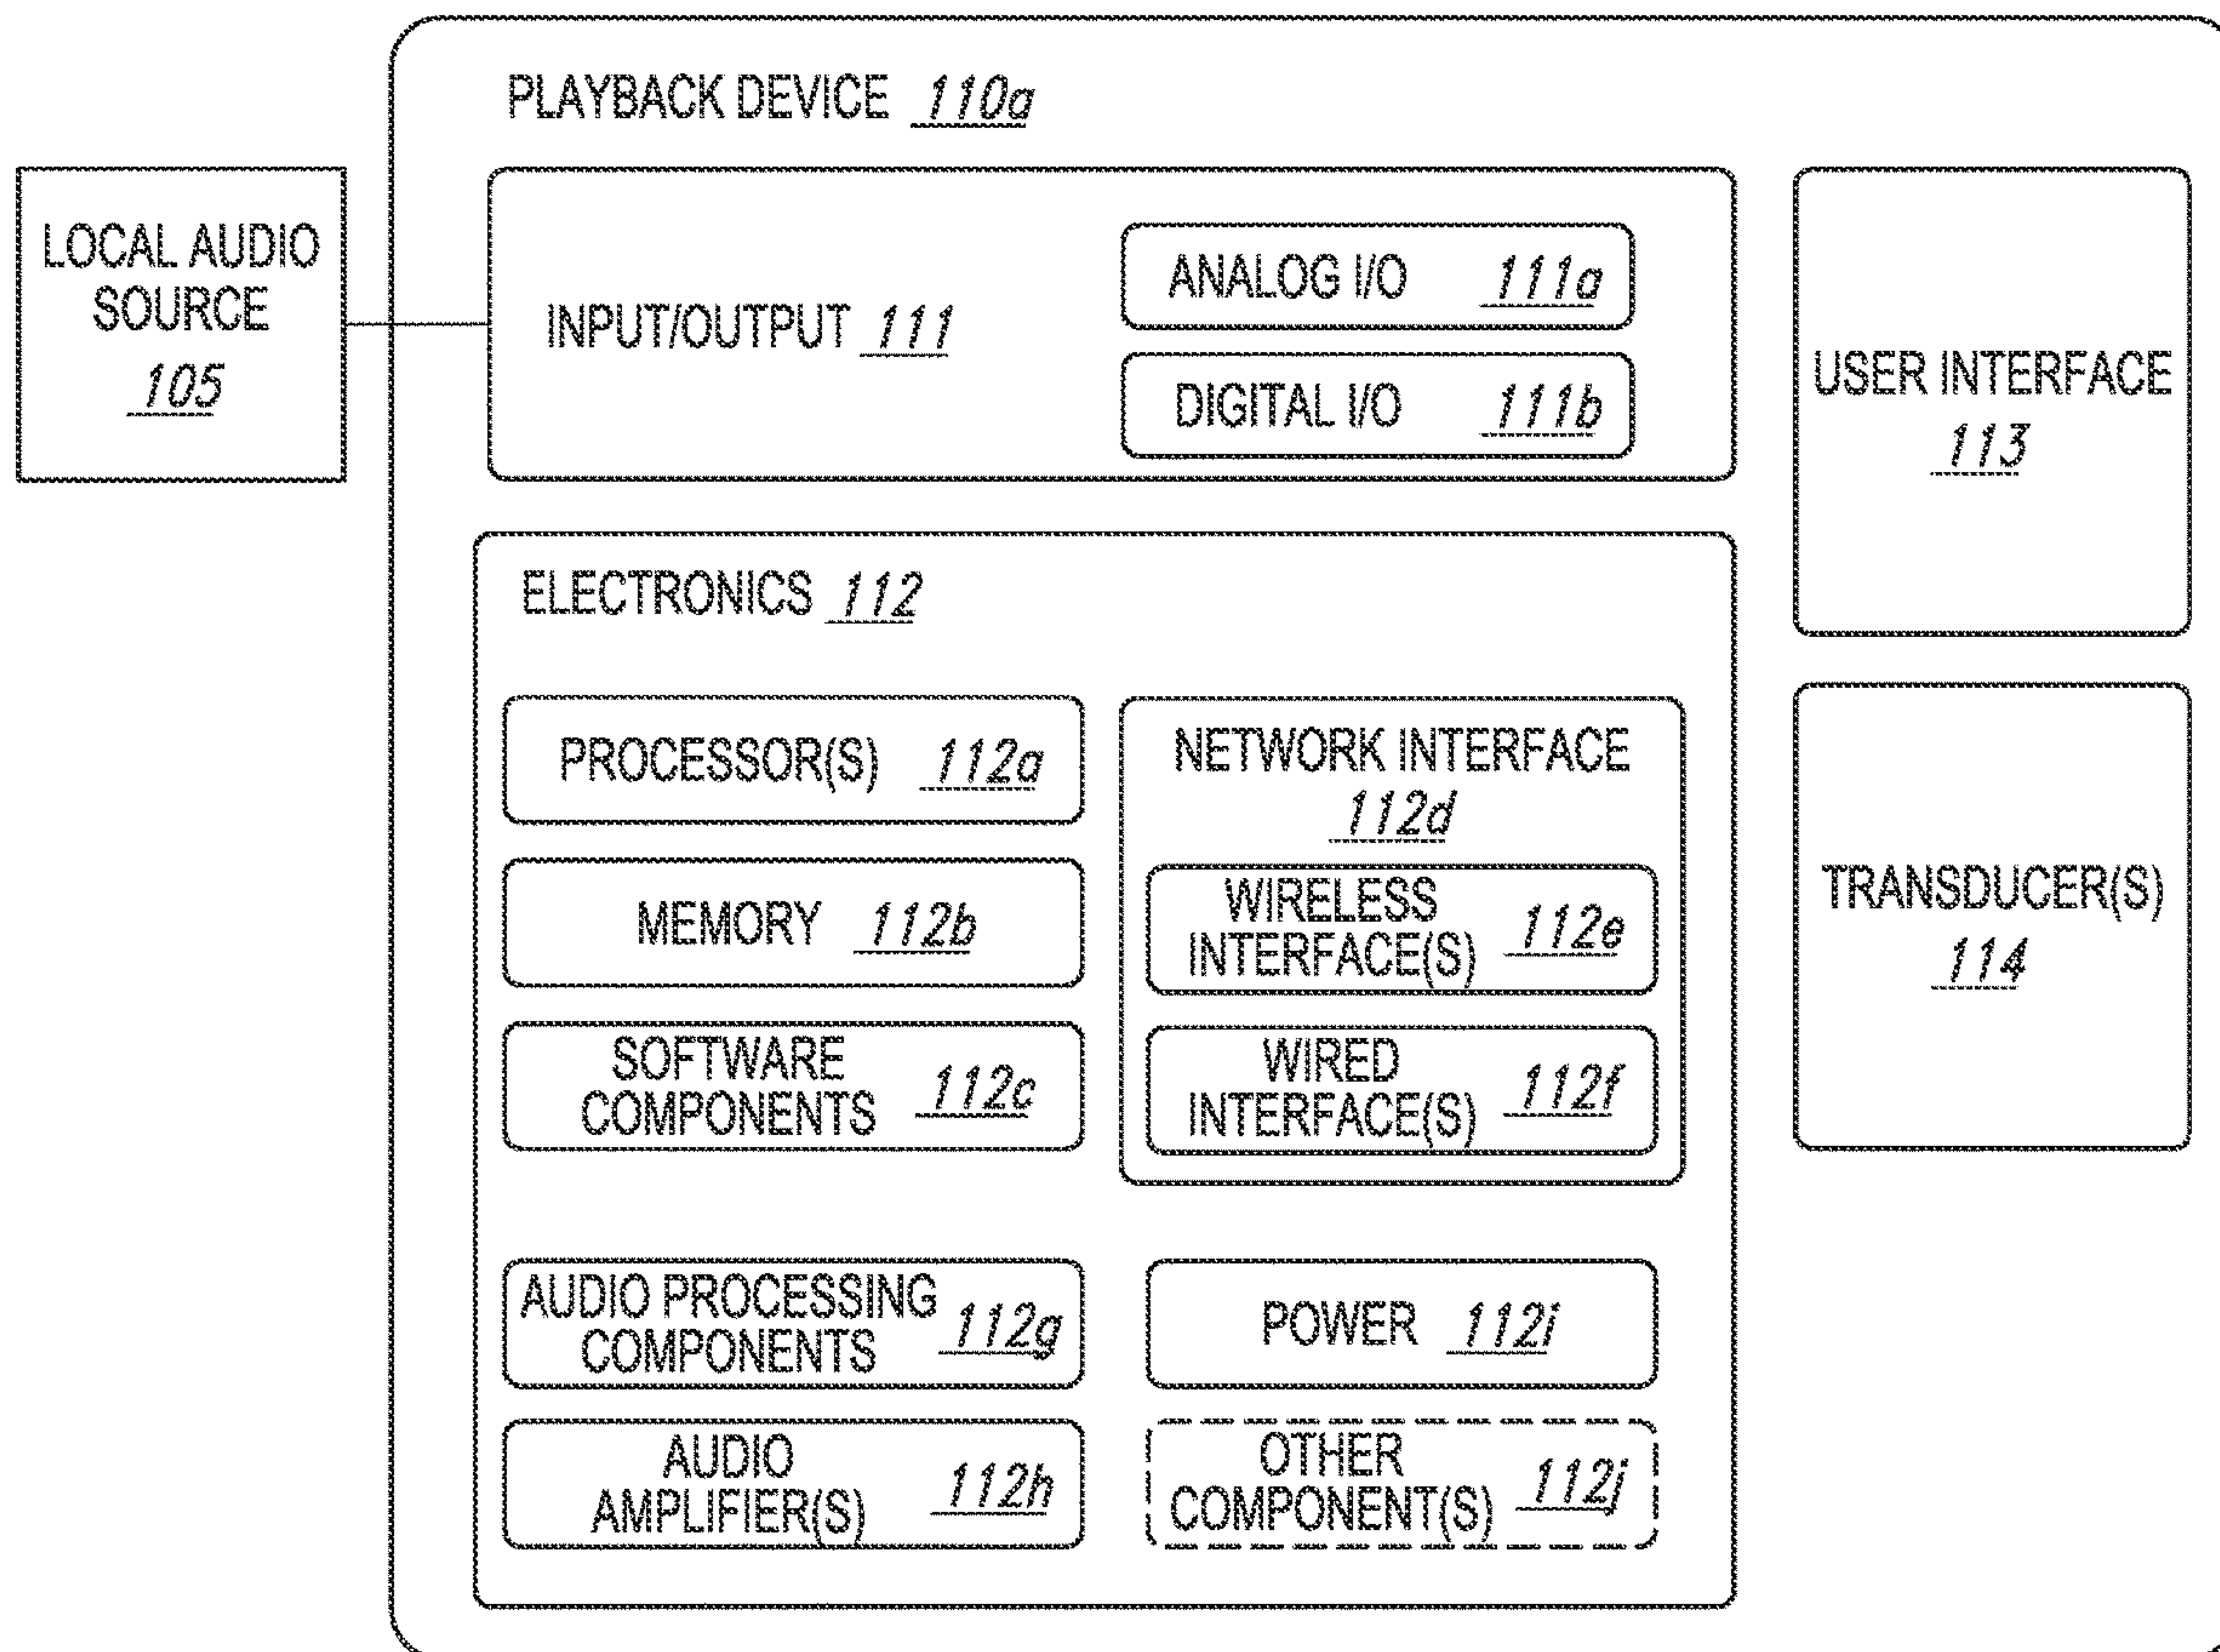 PLAYBACK DEVICE 110a
LOCAL AUDIO
SOURCE
105
INPUT/OUTPUT 111
ANALOG I/O 111a
DIGITAL I/O 111b
USER INTERFACE
113
ELECTRONICS 112
PROCESSOR(S) 112a
MEMORY 112b
SOFTWARE
COMPONENTS 112c
NETWORK INTERFACE
112d
WIRELESS
INTERFACE(S) 112e
WIRED
INTERFACE(S) 112f
TRANSDUCER(S)
114
AUDIO PROCESSING
COMPONENTS 112g
POWER 112i
AUDIO
AMPLIFIER(S) 112h
OTHER
COMPONENT(S) 112j